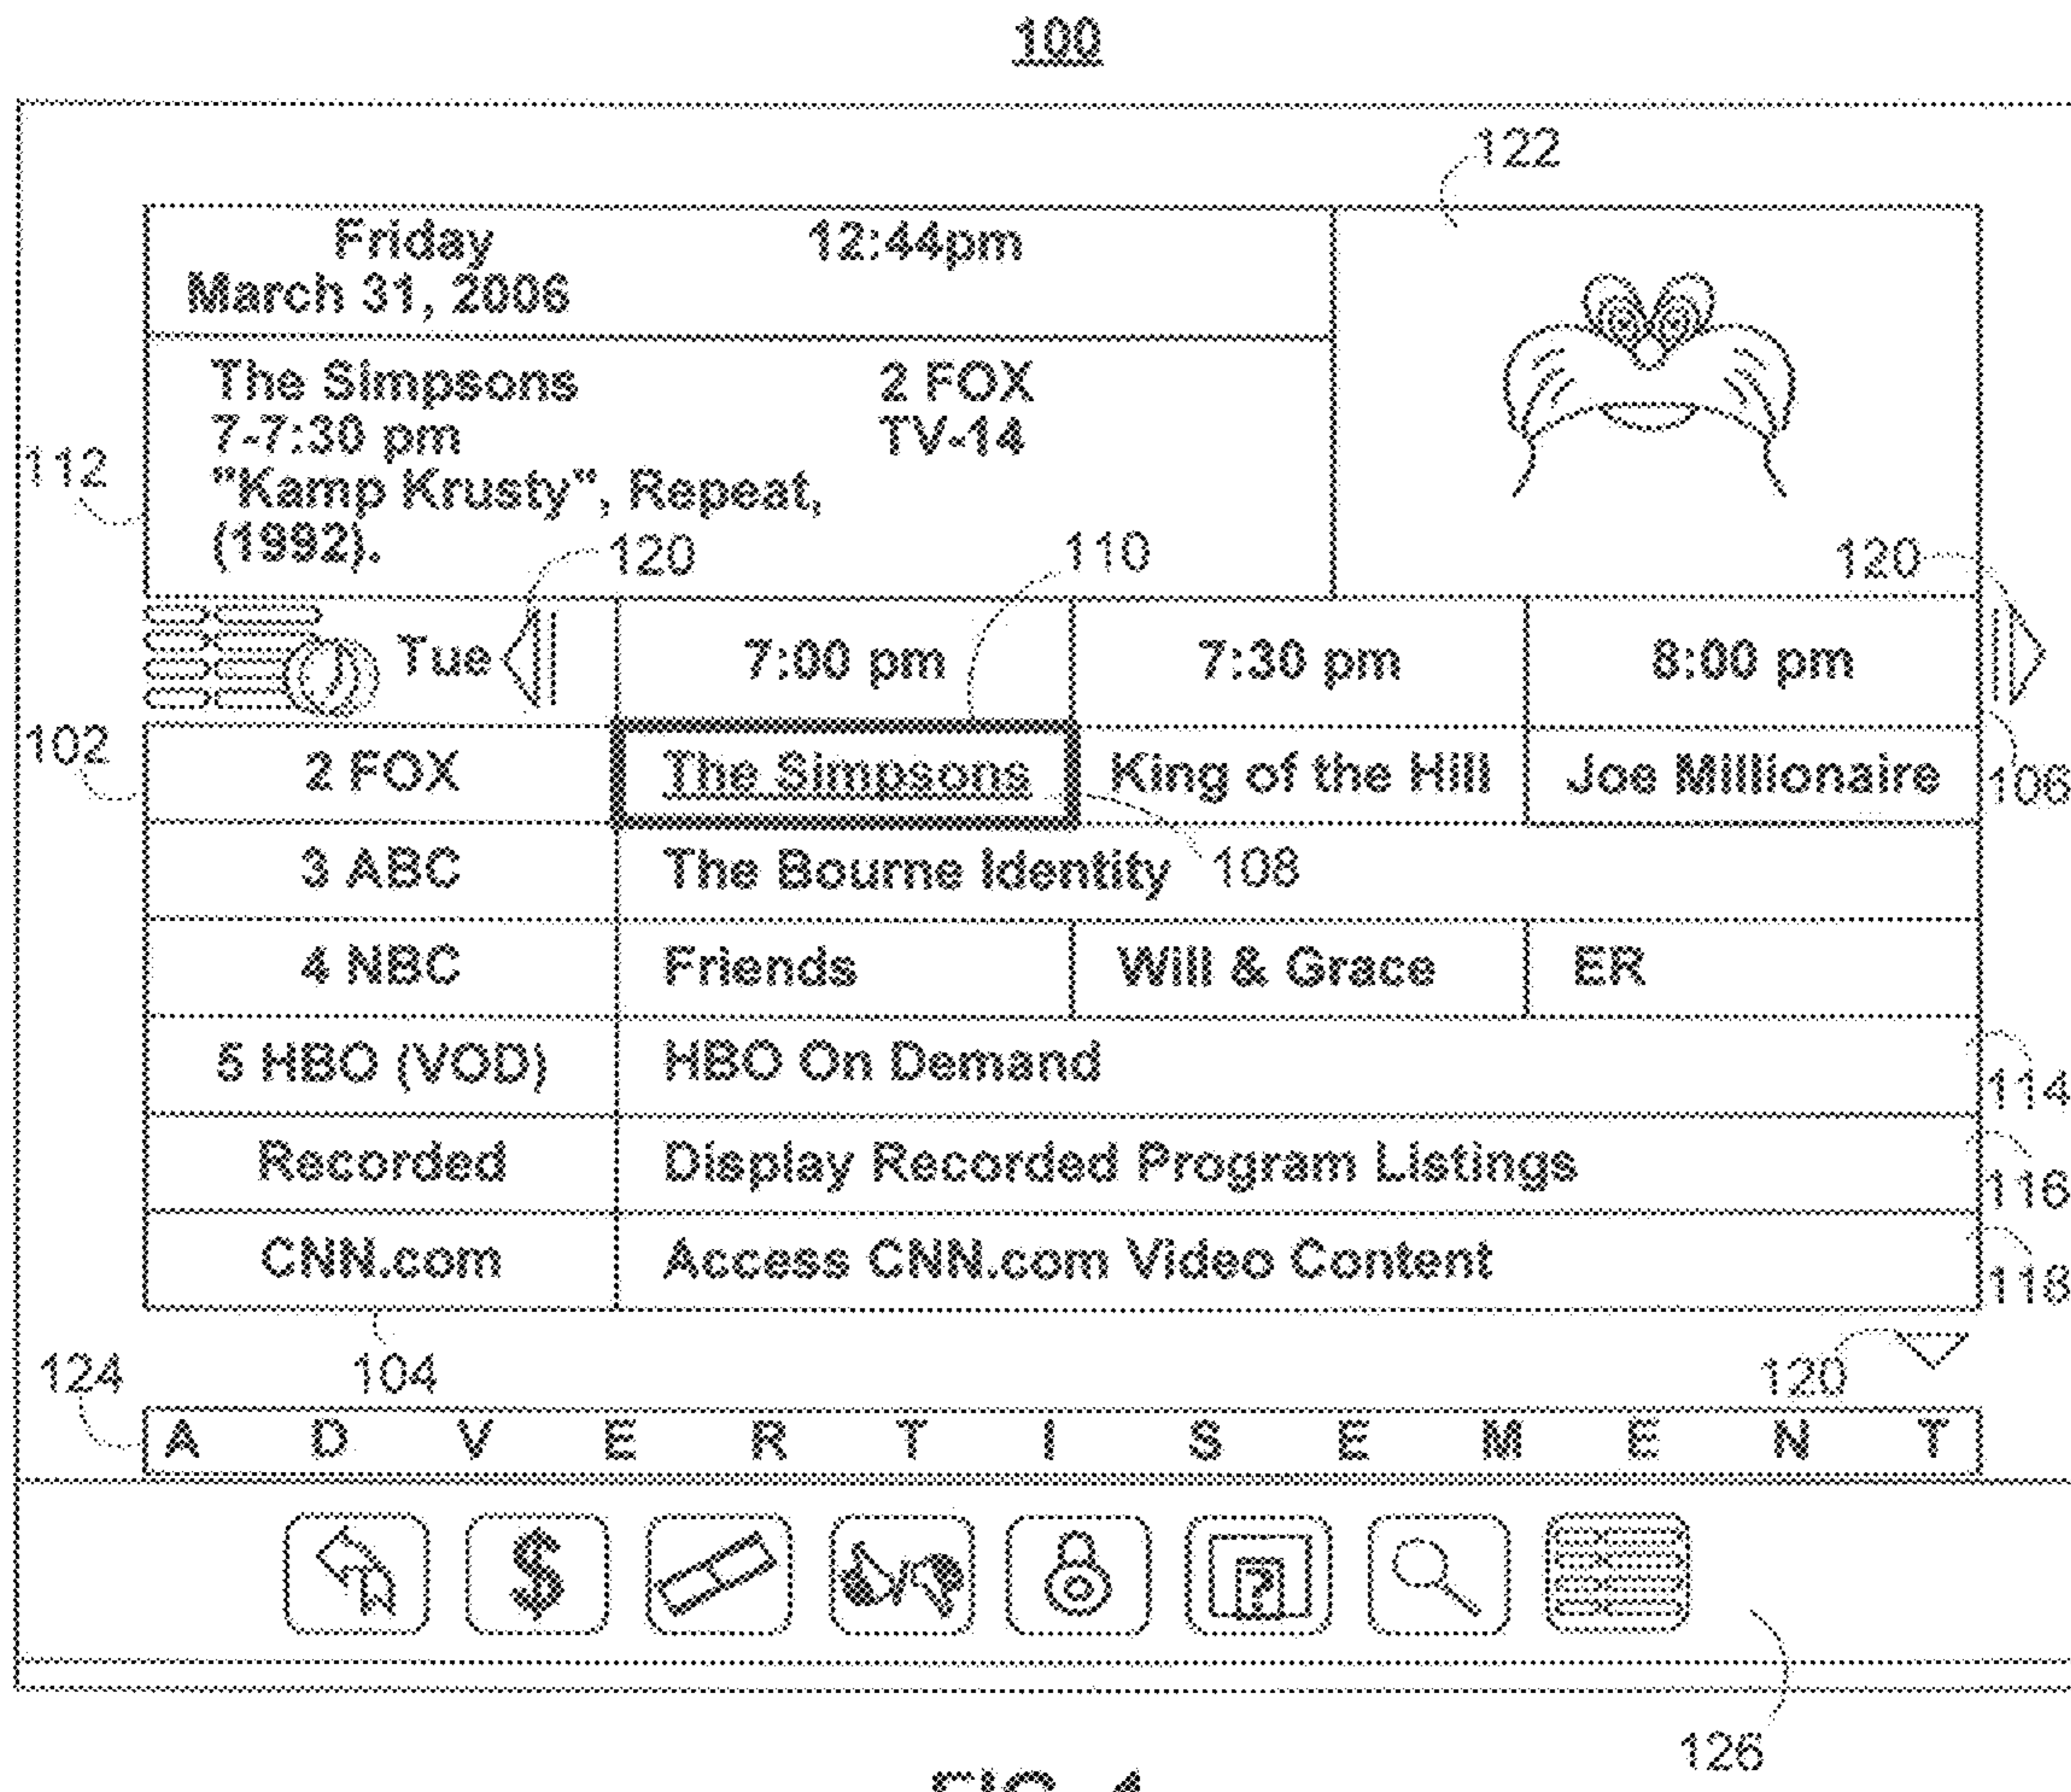 100
122
Friday 12:44pm
March 31, 2006
The Simpsons 2 FOX
7-7:30 pm TV-14
112
"Kamp Krusty", Repeat,
(1992).
120 110 120
Tue 7:00 pm 7:30 pm 8:00 pm
102
2 FOX The Simpsons King of the Hill Joe Millionaire
106
3 ABC The Bourne Identity 108
4 NBC Friends Will & Grace ER
5 HBO (VOD) HBO On Demand
114
Recorded Display Recorded Program Listings
116
CNN.com Access CNN.com Video Content
118
124 104 120
A D V E R T I S E M E N T
$ ?
126
FIG. 1